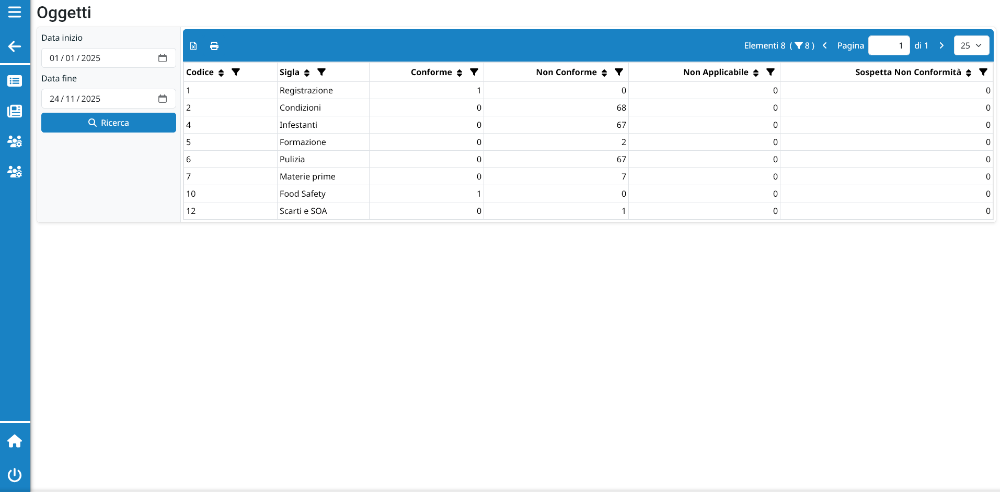 Oggetti
Data inizio
01 / 01 / 2025
Data fine
24 / 11 / 2025
Ricerca
Elementi 8 ( 8 ) Pagina 1 di 1 25
Codice Sigla Conforme Non Conforme Non Applicabile Sospetta Non Conformità
1 Registrazione 1 0 0 0
2 Condizioni 0 68 0 0
4 Infestanti 0 67 0 0
5 Formazione 0 2 0 0
6 Pulizia 0 67 0 0
7 Materie prime 0 7 0 0
10 Food Safety 1 0 0 0
12 Scarti e SOA 0 1 0 0